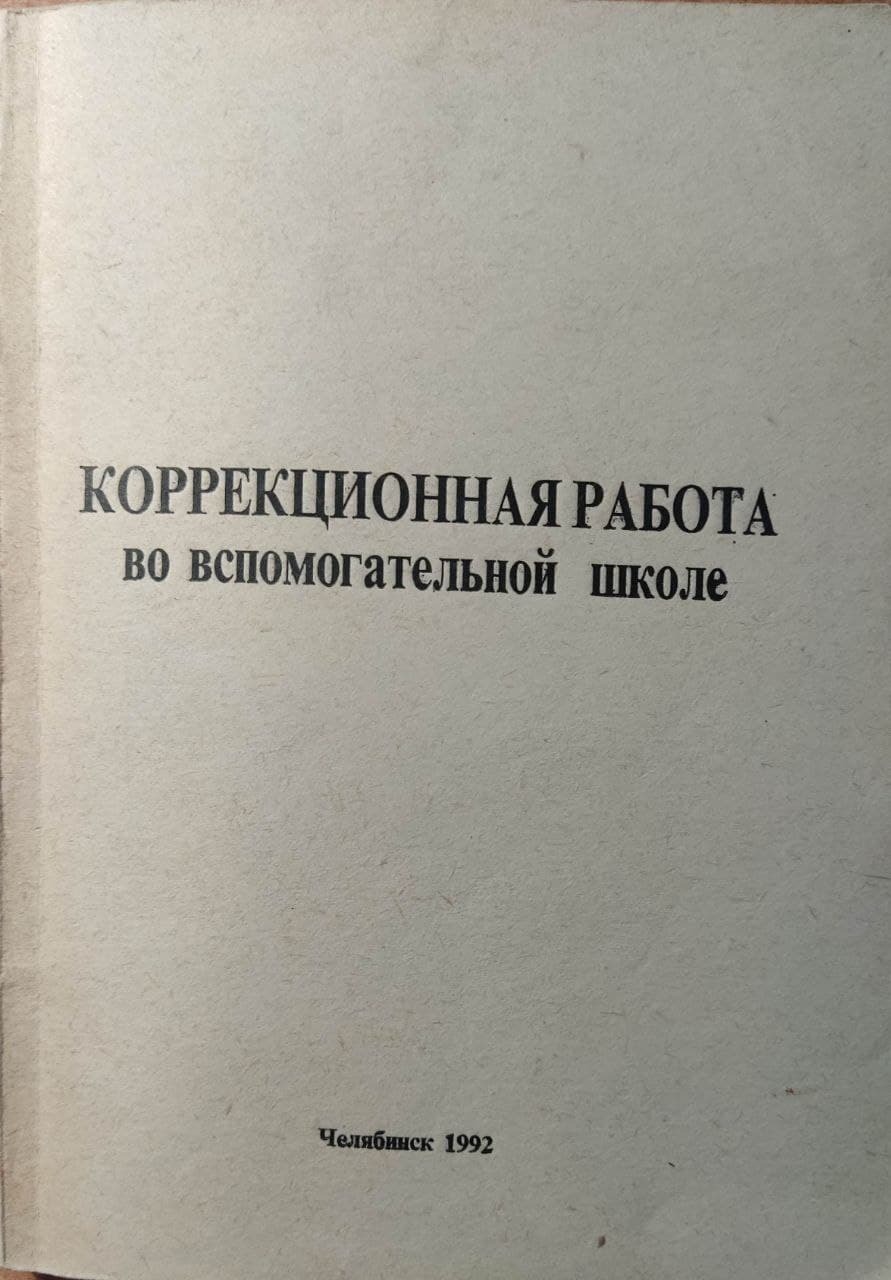 КОРРЕКЦИОННАЯ РАБОТА
во вспомогательной школе
Челябинск 1992